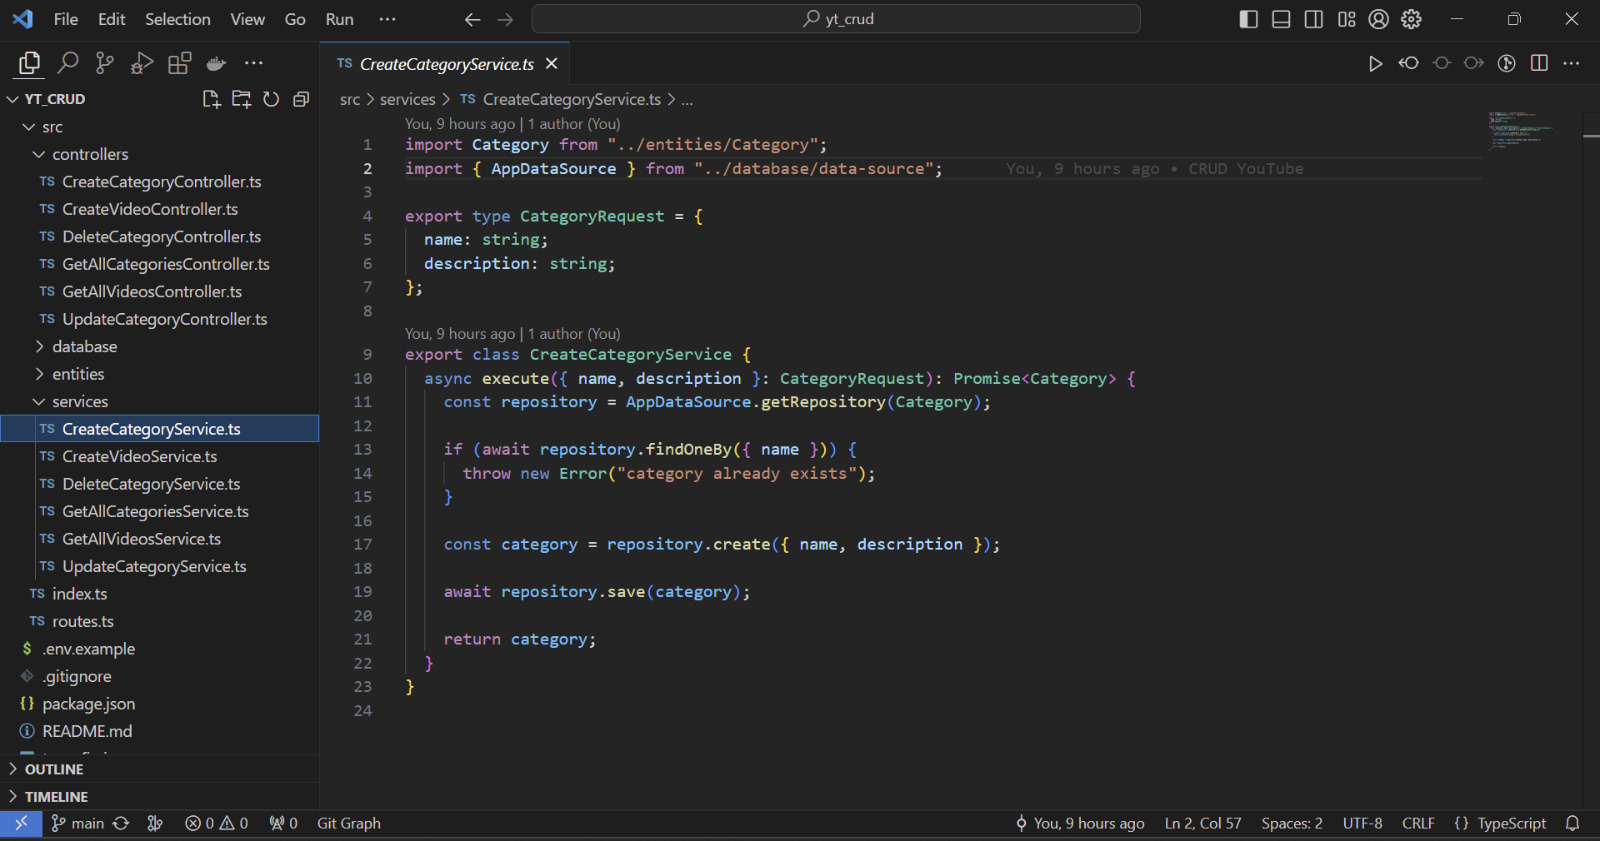 File Edit Selection View Go Run ···
yt_crud
YT_CRUD
src
controllers
TS CreateCategoryController.ts
TS CreateVideoController.ts
TS DeleteCategoryController.ts
TS GetAllCategoriesController.ts
TS GetAllVideosController.ts
TS UpdateCategoryController.ts
database
entities
services
TS CreateCategoryService.ts
TS CreateVideoService.ts
TS DeleteCategoryService.ts
TS GetAllCategoriesService.ts
TS GetAllVideosService.ts
TS UpdateCategoryService.ts
TS index.ts
TS routes.ts
$ .env.example
.gitignore
{} package.json
README.md
OUTLINE
TIMELINE
TS CreateCategoryService.ts
src > services > TS CreateCategoryService.ts > ...
You, 9 hours ago | 1 author (You)
1 import Category from "../entities/Category";
2 import { AppDataSource } from "../database/data-source"; You, 9 hours ago • CRUD YouTube
3
4 export type CategoryRequest = {
5 name: string;
6 description: string;
7 };
8
You, 9 hours ago | 1 author (You)
9 export class CreateCategoryService {
10 async execute({ name, description }: CategoryRequest): Promise<Category> {
11 const repository = AppDataSource.getRepository(Category);
12
13 if (await repository.findOneBy({ name })) {
14 throw new Error("category already exists");
15 }
16
17 const category = repository.create({ name, description });
18
19 await repository.save(category);
20
21 return category;
22 }
23 }
24
main 0 0 0 Git Graph You, 9 hours ago Ln 2, Col 57 Spaces: 2 UTF-8 CRLF {} TypeScript